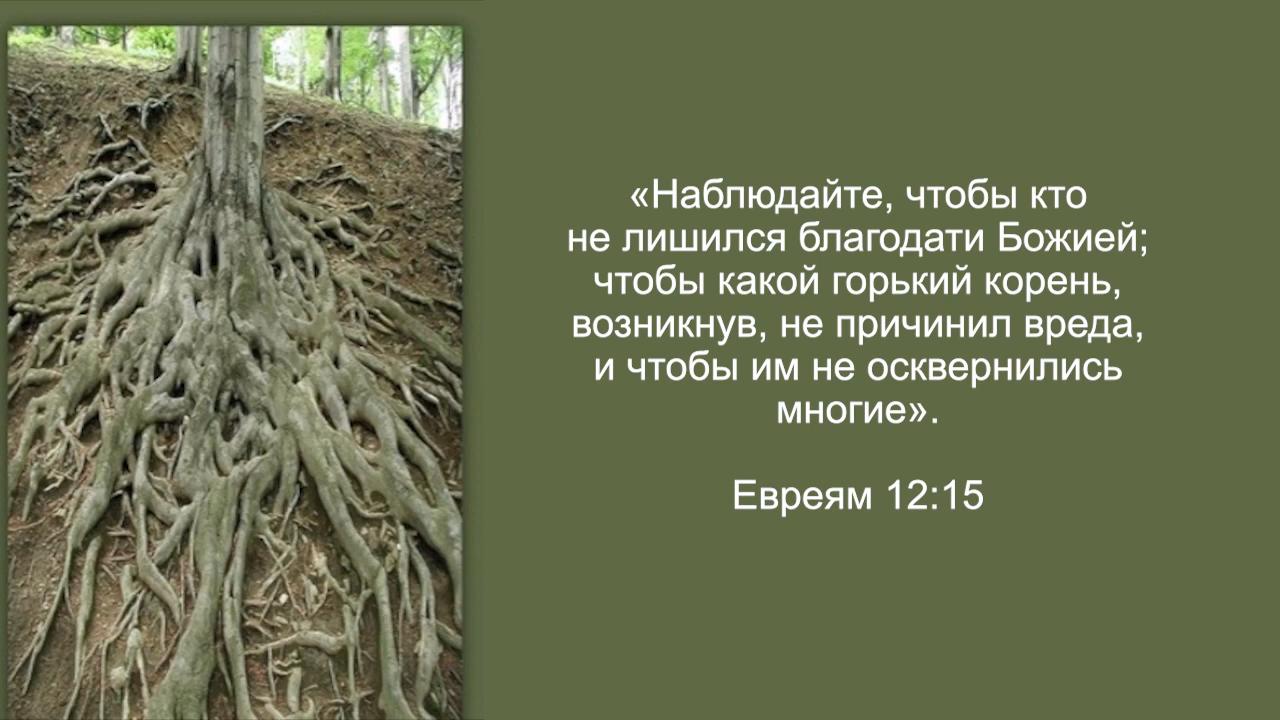 «Наблюдайте, чтобы кто
не лишился благодати Божией;
чтобы какой горький корень,
возникнув, не причинил вреда,
и чтобы им не осквернились
многие».
Евреям 12:15